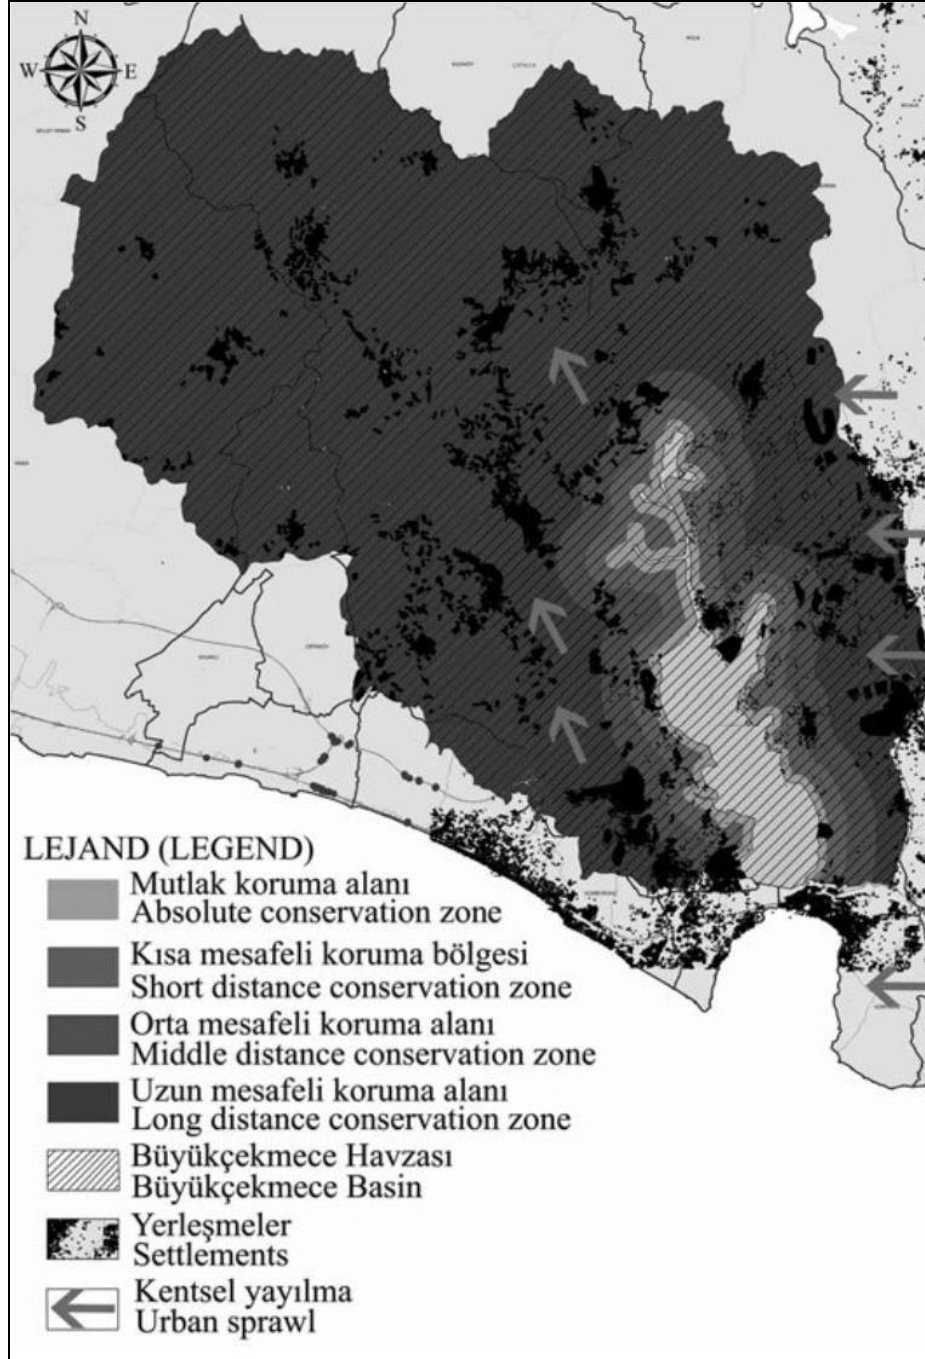 N
W
E
S
LEJAND (LEGEND)
Mutlak koruma alanı
Absolute conservation zone
Kısa mesafeli koruma bölgesi
Short distance conservation zone
Orta mesafeli koruma alanı
Middle distance conservation zone
Uzun mesafeli koruma alanı
Long distance conservation zone
Büyükçekmece Havzası
Büyükçekmece Basin
Yerleşmeler
Settlements
Kentsel yayılma
Urban sprawl